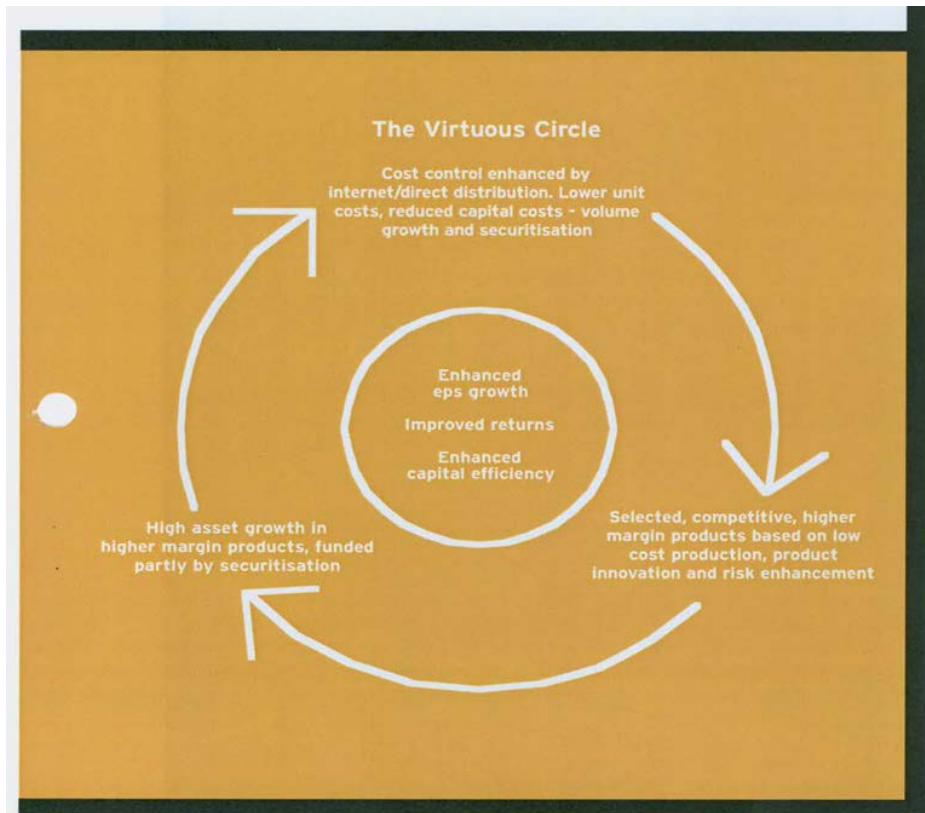 The Virtuous Circle
Cost control enhanced by
internet/direct distribution. Lower unit
costs, reduced capital costs - volume
growth and securitisation
Enhanced
eps growth
Improved returns
Enhanced
capital efficiency
Selected, competitive, higher
margin products based on low
cost production, product
innovation and risk enhancement
High asset growth in
higher margin products, funded
partly by securitisation